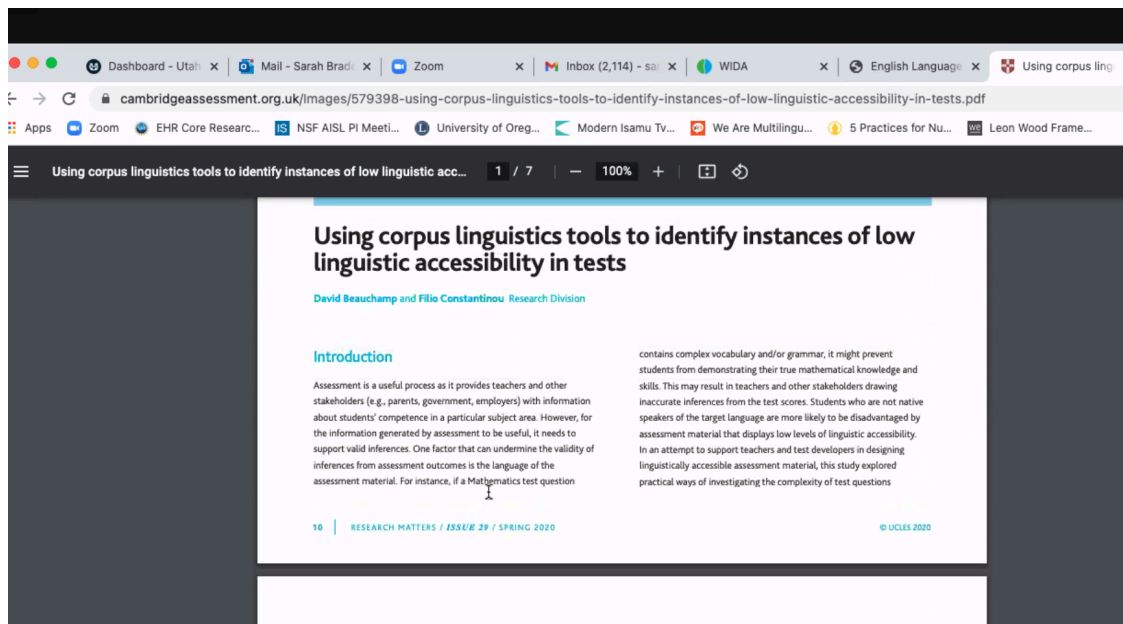 Dashboard - Utah
Mail - Sarah Brad
Zoom
Inbox (2,114) - sa
WIDA
English Language
Using corpus ling
cambridgeassessment.org.uk/Images/579398-using-corpus-linguistics-tools-to-identify-instances-of-low-linguistic-accessibility-in-tests.pdf
Apps
Zoom
EHR Core Researc...
IS NSF AISL PI Meeti...
University of Oreg...
Modern Isamu Tv...
We Are Multilingu...
5 Practices for Nu...
we Leon Wood Frame...
Using corpus linguistics tools to identify instances of low linguistic acc...
1 / 7
100%
Using corpus linguistics tools to identify instances of low
linguistic accessibility in tests
David Beauchamp and Filio Constantinou Research Division
Introduction
Assessment is a useful process as it provides teachers and other
stakeholders (e.g., parents, government, employers) with information
about students' competence in a particular subject area. However, for
the information generated by assessment to be useful, it needs to
support valid inferences. One factor that can undermine the validity of
inferences from assessment outcomes is the language of the
assessment material. For instance, if a Mathematics test question
contains complex vocabulary and/or grammar, it might prevent
students from demonstrating their true mathematical knowledge and
skills. This may result in teachers and other stakeholders drawing
inaccurate inferences from the test scores. Students who are not native
speakers of the target language are more likely to be disadvantaged by
assessment material that displays low levels of linguistic accessibility.
In an attempt to support teachers and test developers in designing
linguistically accessible assessment material, this study explored
practical ways of investigating the complexity of test questions
10 RESEARCH MATTERS / ISSUE 29 / SPRING 2020
© UCLES 2020